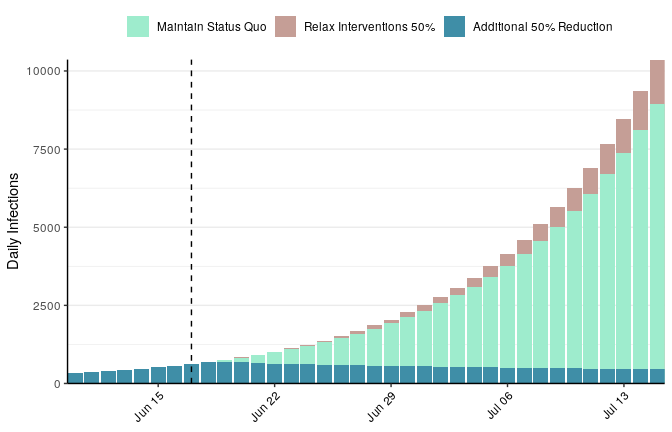 Maintain Status Quo Relax Interventions 50% Additional 50% Reduction
Daily Infections
10000
7500
5000
2500
0
Jun 15 Jun 22 Jun 29 Jul 06 Jul 13